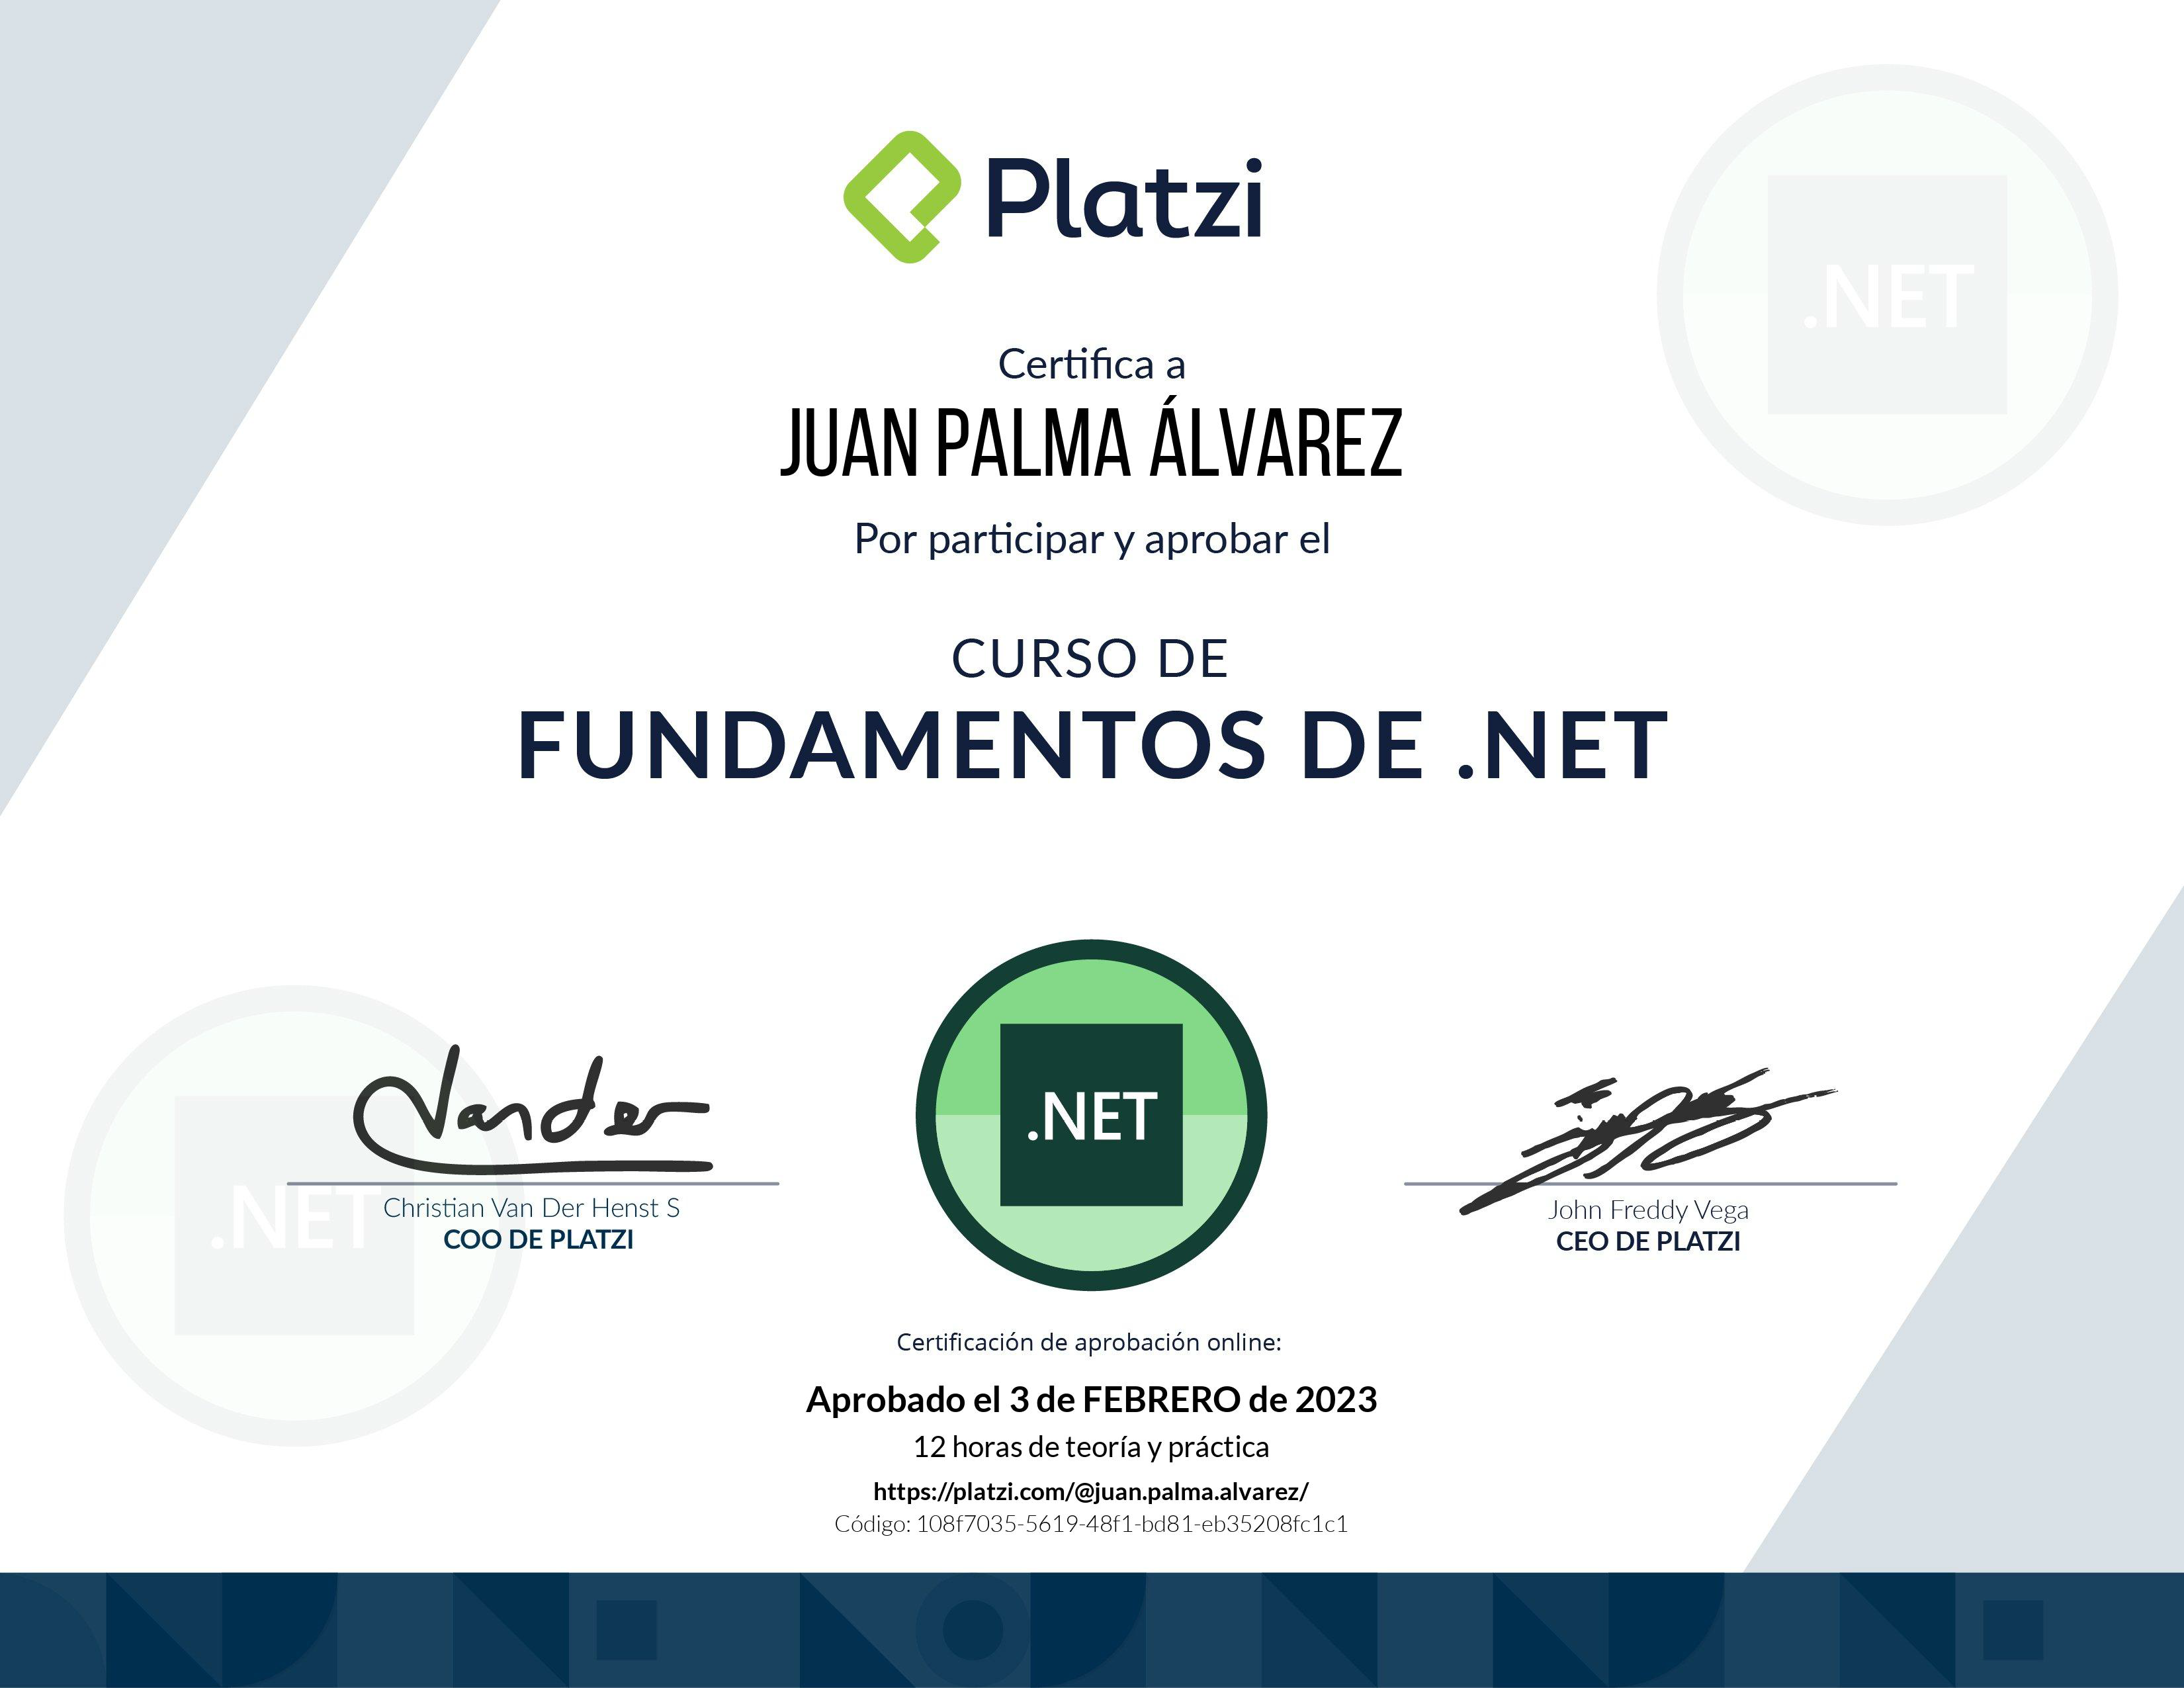 Platzi
.NET
Certifica a
JUAN PALMA ÁLVAREZ
Por participar y aprobar el
CURSO DE
FUNDAMENTOS DE .NET
Vander
.NET
.NET
Christian Van Der Henst S
COO DE PLATZI
John Freddy Vega
CEO DE PLATZI
Certificación de aprobación online:
Aprobado el 3 de FEBRERO de 2023
12 horas de teoría y práctica
https://platzi.com/@juan.palma.alvarez/
Código: 108f7035-5619-48f1-bd81-eb35208fc1c1